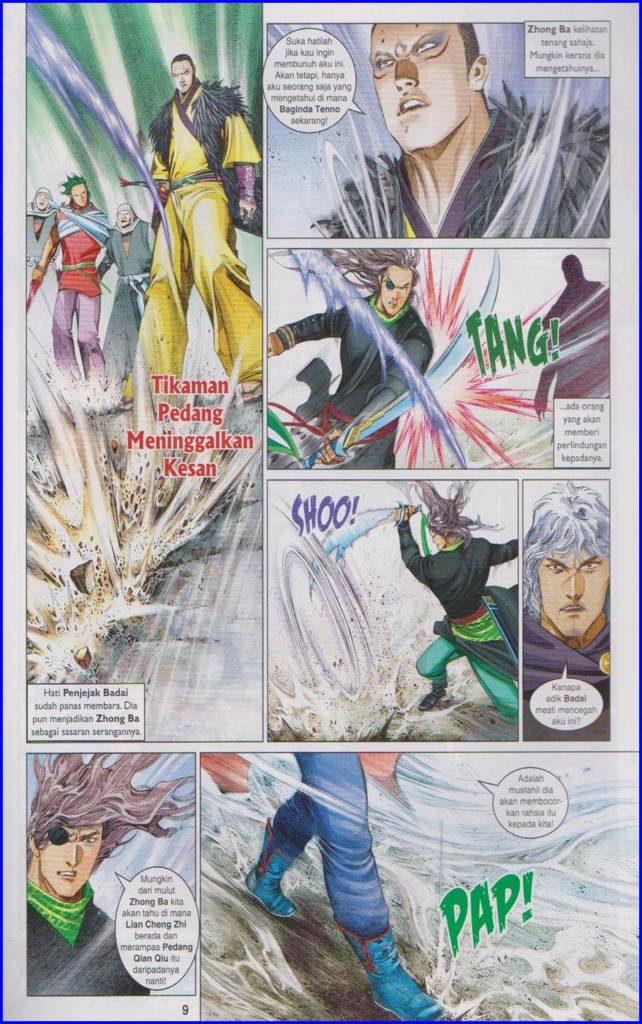 Tikaman
Pedang
Meninggalkan
Kesan
Hati Penjejak Badai
sudah panas membara. Dia
pun menjadikan Zhong Ba
sebagai sasaran serangannya.
Suka hatilah
jika kau ingin
membunuh aku ini.
Akan tetapi, hanya
aku seorang saja yang
mengetahui di mana
Baginda Tenno
sekarang!
Zhong Ba kelihatan
tenang sahaja.
Mungkin kerana dia
mengetahuinya...
TANG!
...ada orang
yang akan
memberi
perlindungan
kepadanya.
SHOO!
Kenapa
adik Badai
mesti mencegah
aku ini?
Mungkin
dari mulut
Zhong Ba kita
akan tahu di mana
Lian Cheng Zhi
berada dan
merampas Pedang
Qian Qiu itu
daripadanya
nanti!
Adalah
mustahil dia
akan membocor-
kan rahsia itu
kepada kita!
PAP!
9